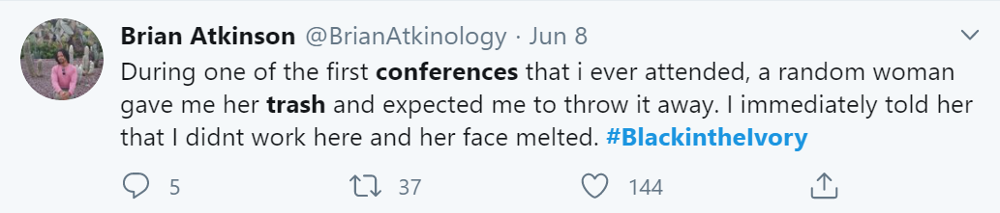 Brian Atkinson @BrianAtkinology · Jun 8
During one of the first conferences that i ever attended, a random woman
gave me her trash and expected me to throw it away. I immediately told her
that I didnt work here and her face melted. #BlackintheIvory
5 37 144